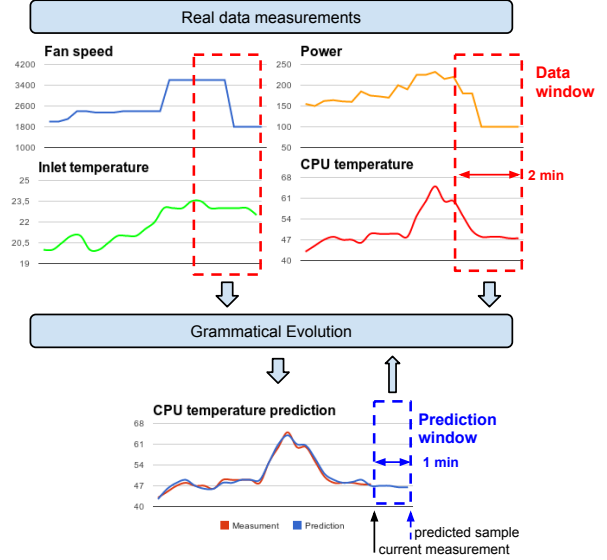 Real data measurements
Fan speed
4200
3400
2600
1800
1000
Power
250
200
150
100
50
Data
window
Inlet temperature
25
23,5
22
20,5
19
CPU temperature
68
61
54
47
40
2 min
Grammatical Evolution
CPU temperature prediction
68
61
54
47
40
Prediction
window
1 min
Measument
Prediction
predicted sample
current measurement